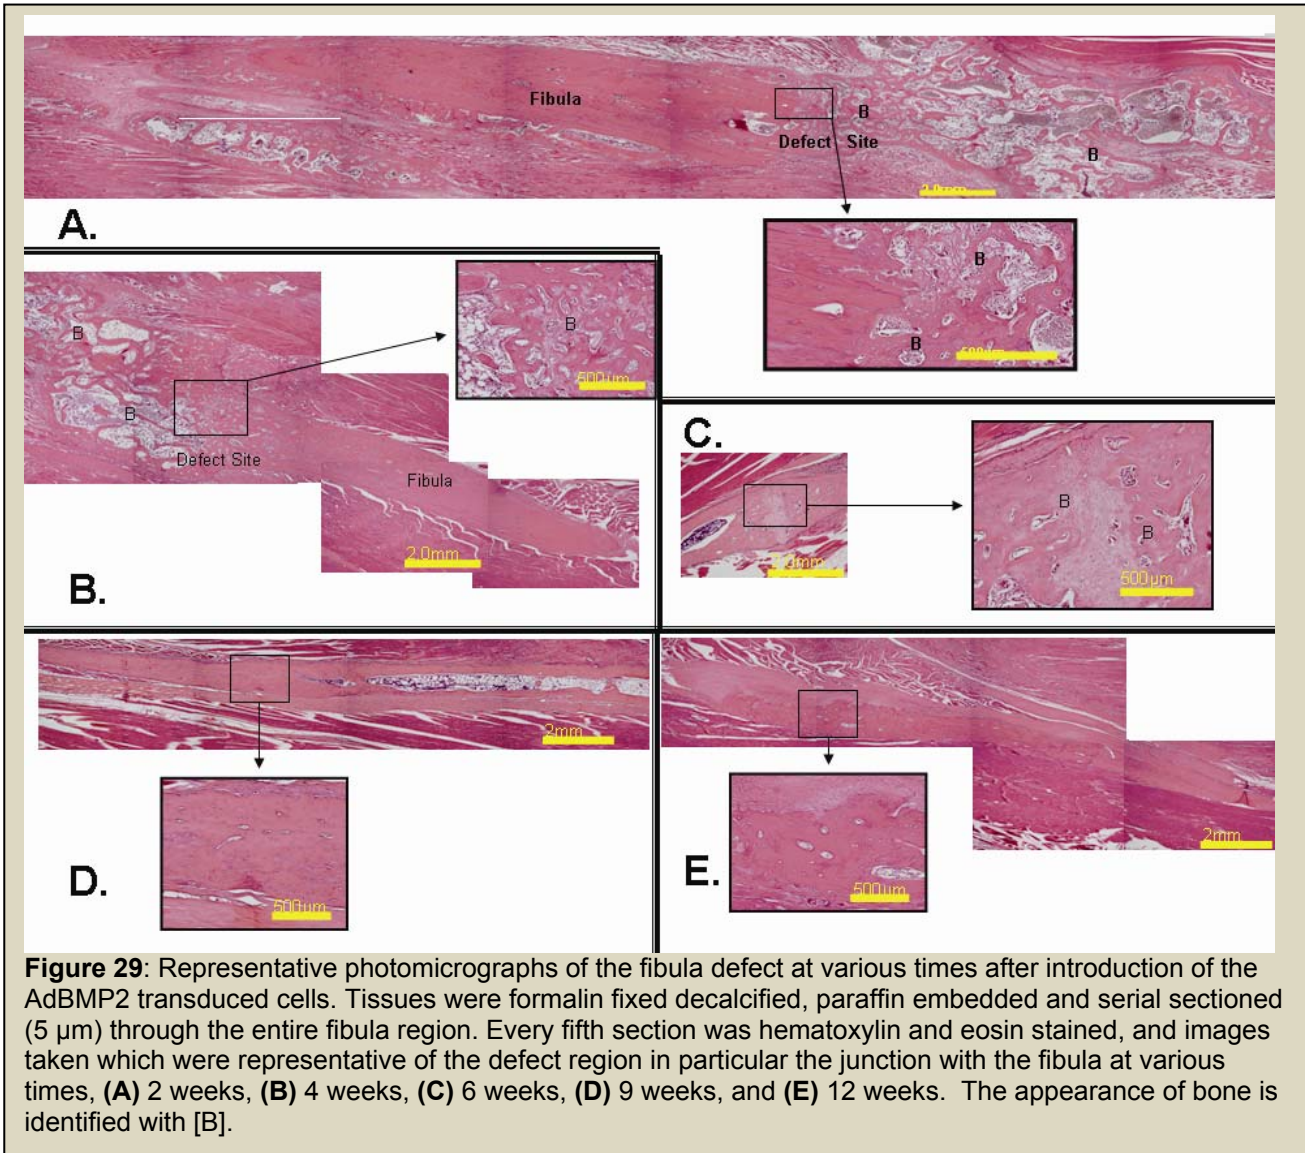 Fibula
B
Defect Site
B
2.0mm
A.
B
B
500µm
B
B
500µm
B
Defect Site
Fibula
2.0mm
B.
C.
2.0mm
B
B
500µm
2mm
D.
500µm
2mm
E.
500µm
Figure 29: Representative photomicrographs of the fibula defect at various times after introduction of the
AdBMP2 transduced cells. Tissues were formalin fixed decalcified, paraffin embedded and serial sectioned
(5 µm) through the entire fibula region. Every fifth section was hematoxylin and eosin stained, and images
taken which were representative of the defect region in particular the junction with the fibula at various
times, (A) 2 weeks, (B) 4 weeks, (C) 6 weeks, (D) 9 weeks, and (E) 12 weeks. The appearance of bone is
identified with [B].